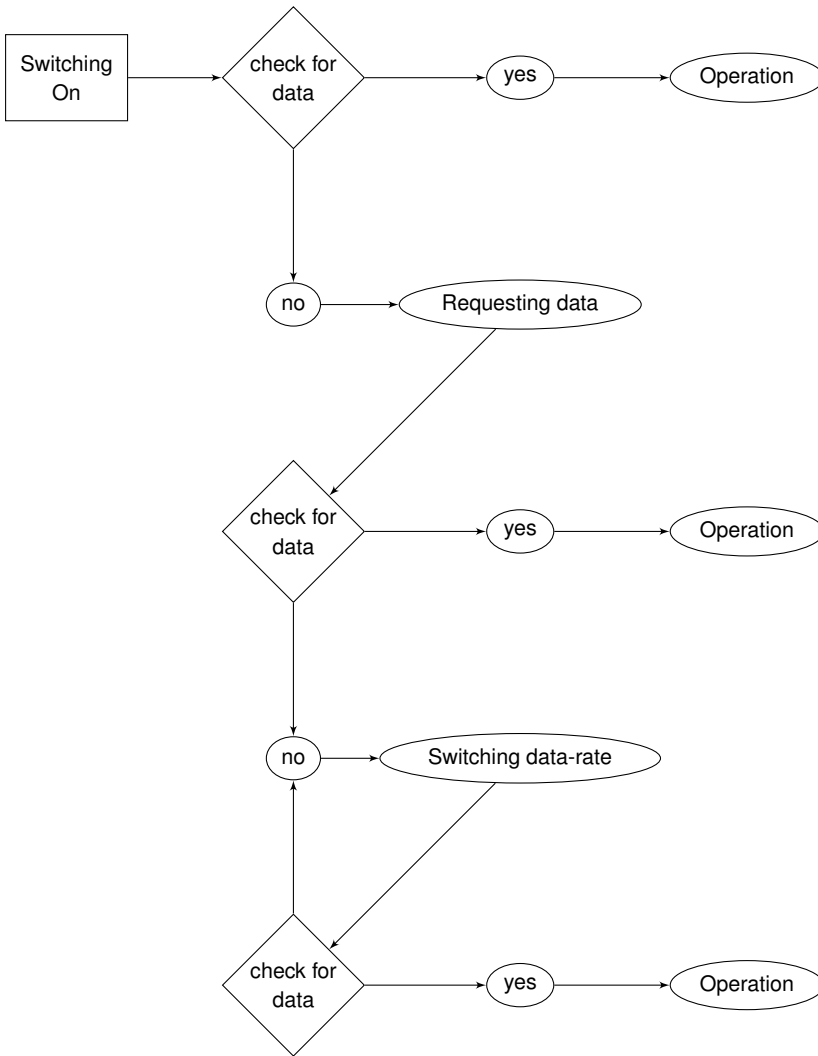 Switching
On
check for
data
yes
Operation
no
Requesting data
check for
data
yes
Operation
no
Switching data-rate
check for
data
yes
Operation